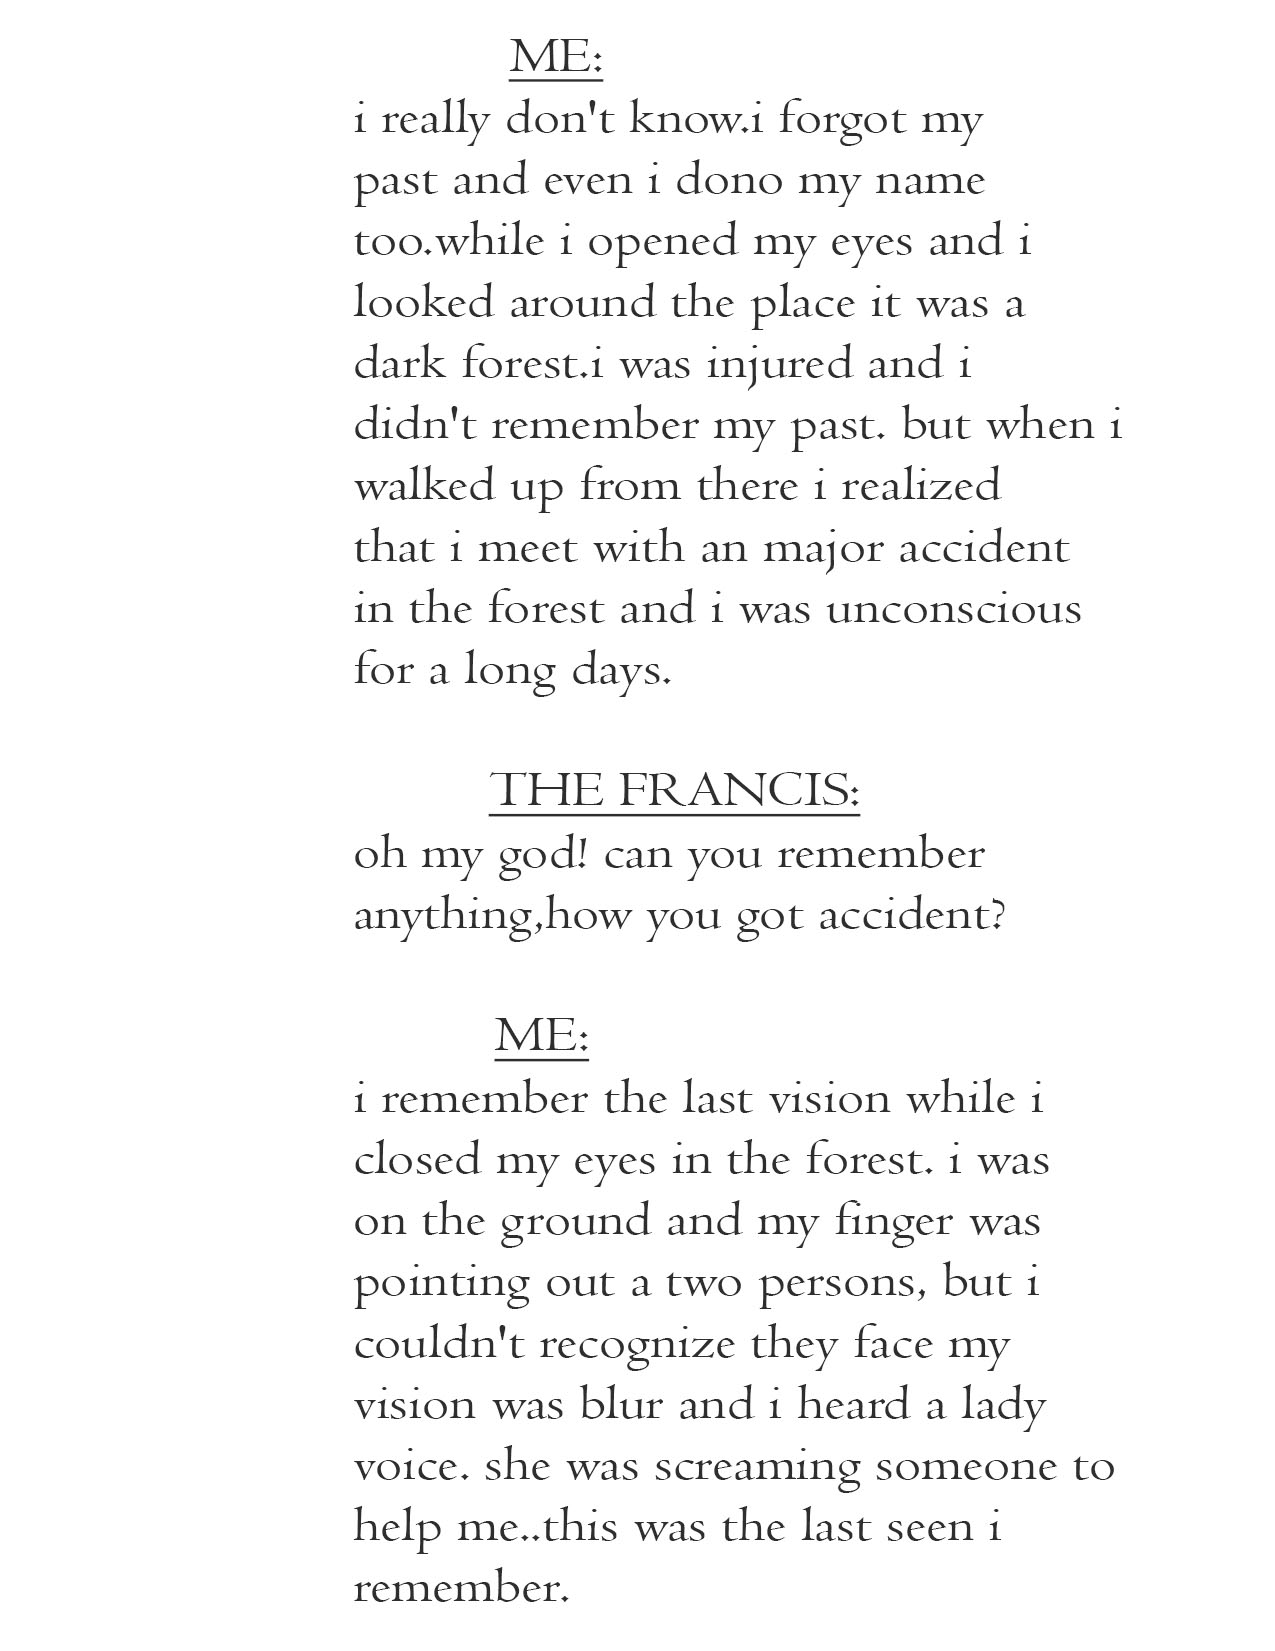 ME:
i really don't know.i forgot my
past and even i dono my name
too.while i opened my eyes and i
looked around the place it was a
dark forest.i was injured and i
didn't remember my past. but when i
walked up from there i realized
that i meet with an major accident
in the forest and i was unconscious
for a long days.
THE FRANCIS:
oh my god! can you remember
anything,how you got accident?
ME:
i remember the last vision while i
closed my eyes in the forest. i was
on the ground and my finger was
pointing out a two persons, but i
couldn't recognize they face my
vision was blur and i heard a lady
voice. she was screaming someone to
help me..this was the last seen i
remember.